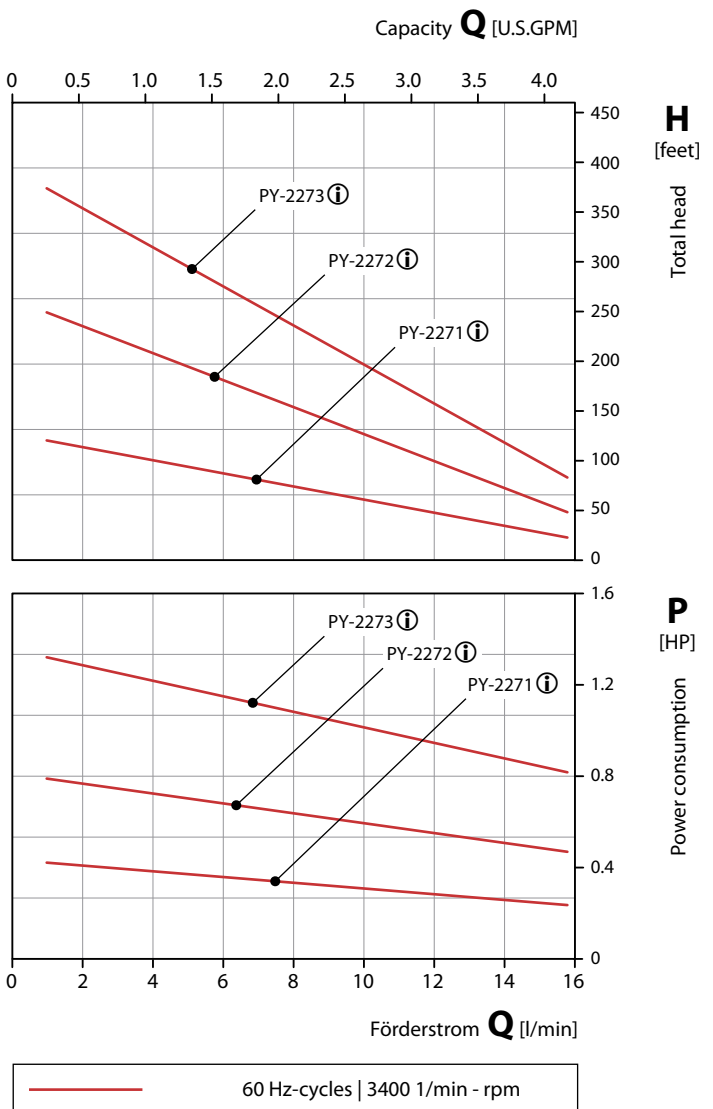 Capacity Q [U.S.GPM]
0 0.5 1.0 1.5 2.0 2.5 3.0 3.5 4.0
H
[feet]
Total head
450
400
350
300
250
200
150
100
50
0
PY-2273 i
PY-2272 i
PY-2271 i
P
[HP]
Power consumption
1.6
1.2
0.8
0.4
0
PY-2273 i
PY-2272 i
PY-2271 i
0 2 4 6 8 10 12 14 16
Förderstrom Q [l/min]
60 Hz-cycles | 3400 1/min - rpm